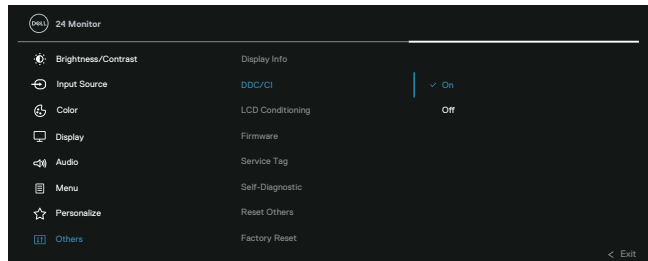 DELL 24 Monitor
Brightness/Contrast Display Info
Input Source DDC/CI On
Color LCD Conditioning Off
Display Firmware
Audio Service Tag
Menu Self-Diagnostic
Personalize Reset Others
Others Factory Reset
< Exit